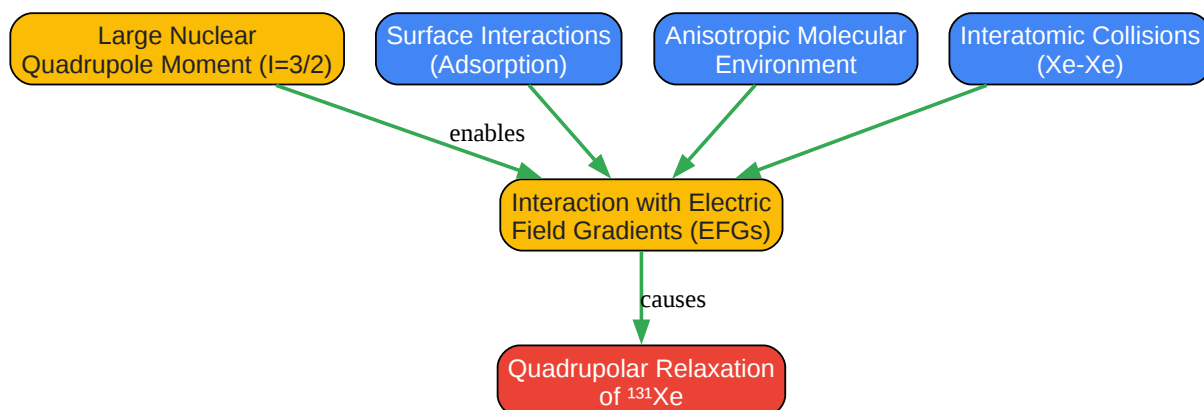 Large Nuclear
Quadrupole Moment (I=3/2)
Surface Interactions
(Adsorption)
Anisotropic Molecular
Environment
Interatomic Collisions
(Xe-Xe)
enables
Interaction with Electric
Field Gradients (EFGs)
causes
Quadrupolar Relaxation
of ¹³¹Xe